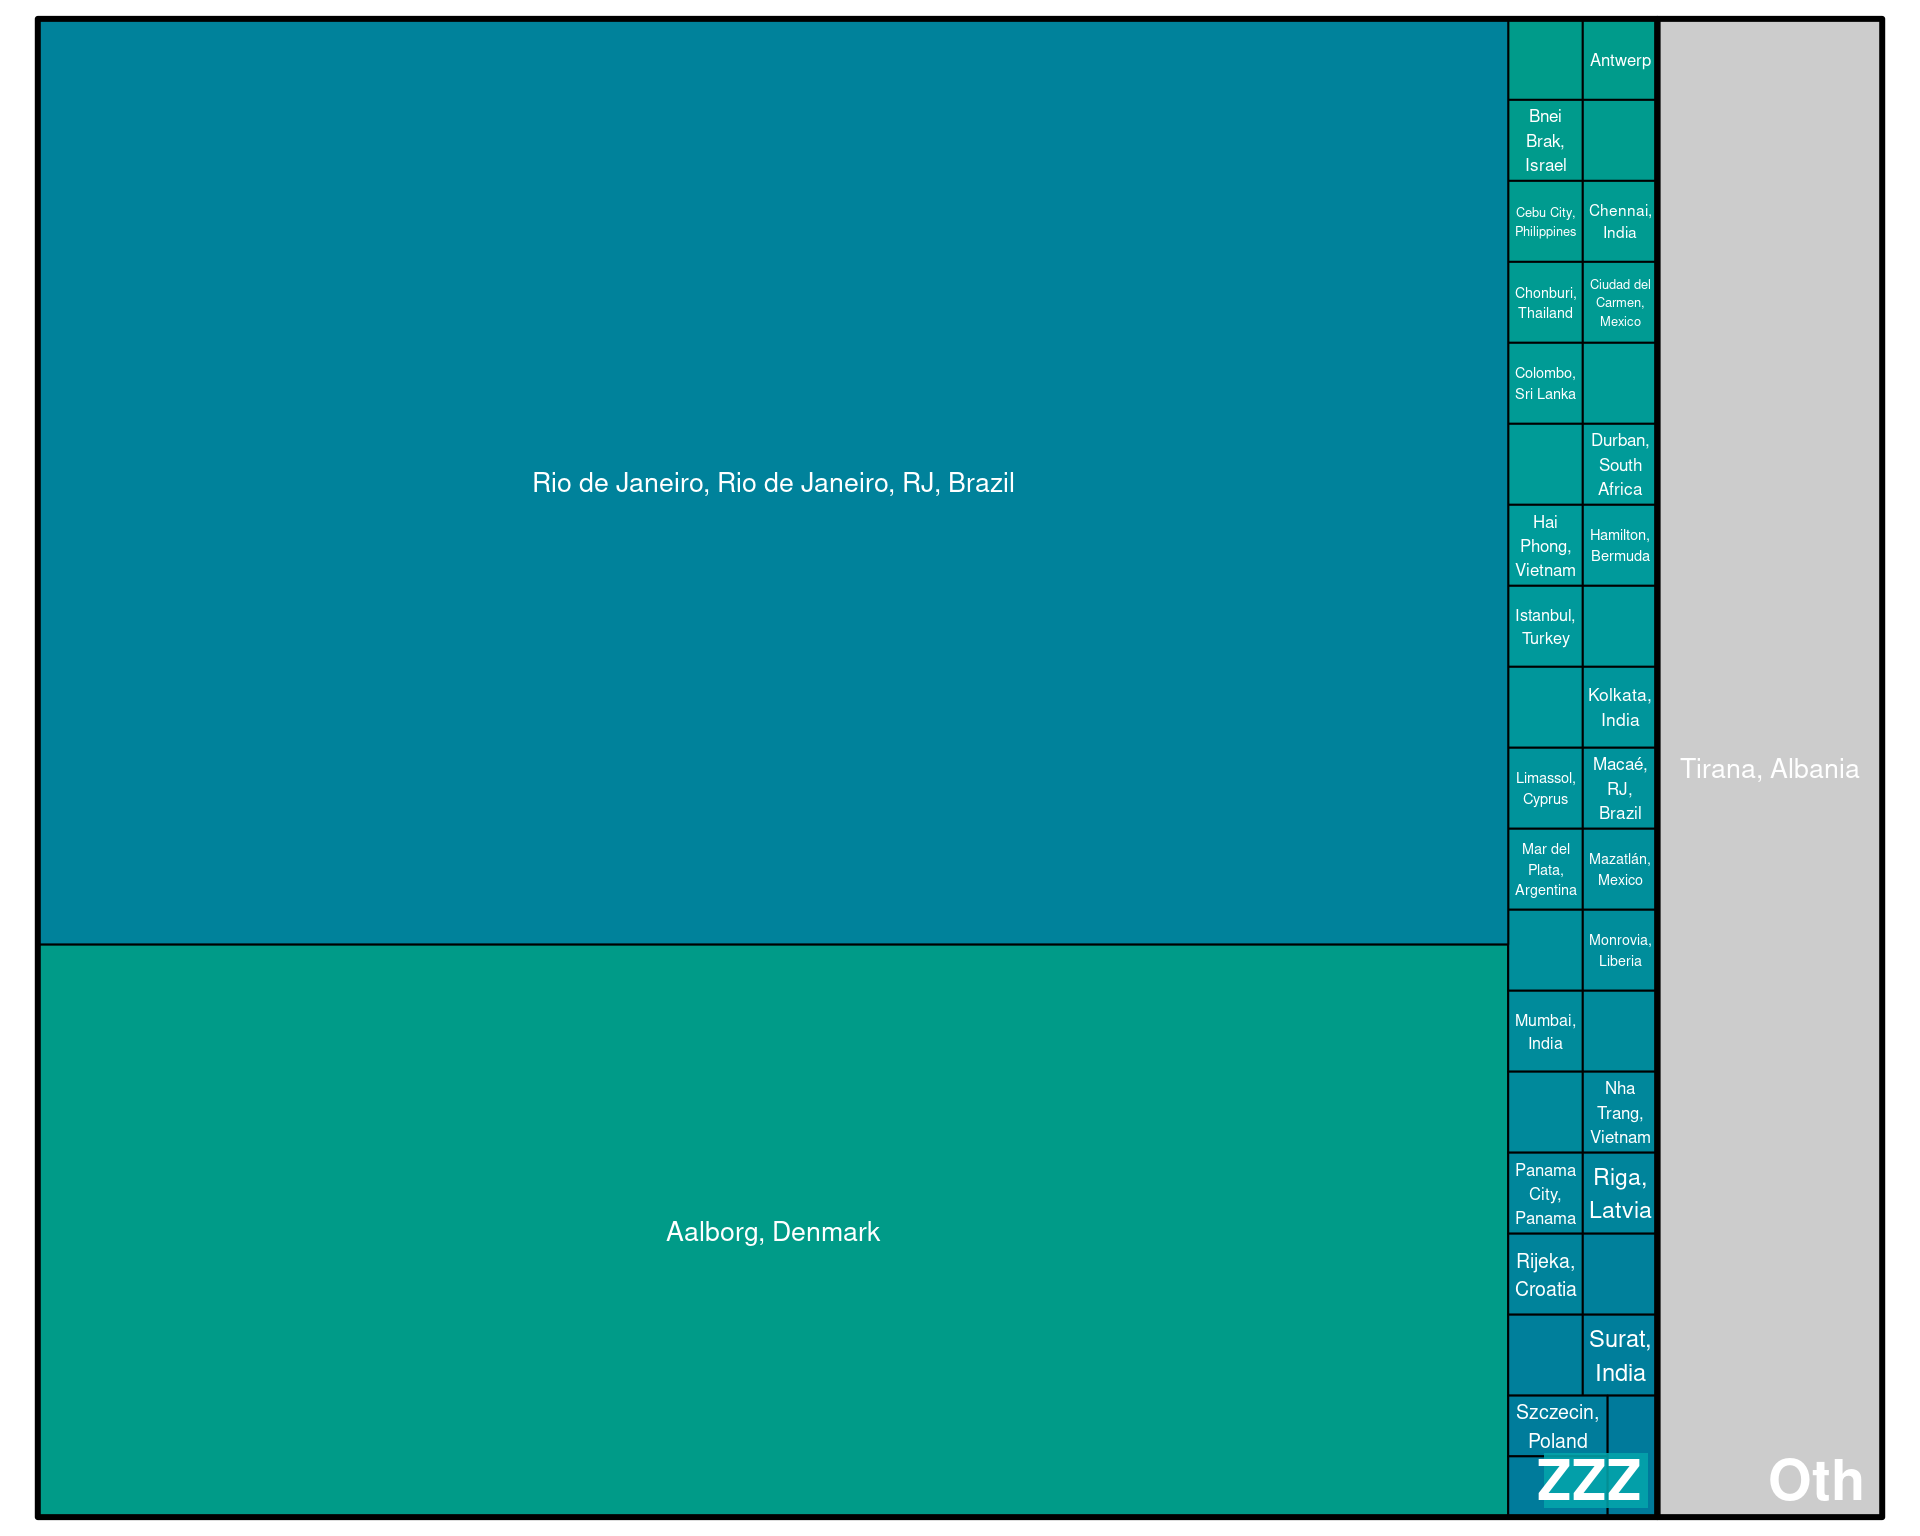 Rio de Janeiro, Rio de Janeiro, RJ, Brazil
Aalborg, Denmark
Antwerp
Bnei
Brak,
Israel
Cebu City,
Philippines
Chennai,
India
Chonburi,
Thailand
Ciudad del
Carmen,
Mexico
Colombo,
Sri Lanka
Durban,
South
Africa
Hai
Phong,
Vietnam
Hamilton,
Bermuda
Istanbul,
Turkey
Kolkata,
India
Limassol,
Cyprus
Macaé,
RJ,
Brazil
Mar del
Plata,
Argentina
Mazatlán,
Mexico
Monrovia,
Liberia
Mumbai,
India
Nha
Trang,
Vietnam
Panama
City,
Panama
Riga,
Latvia
Rijeka,
Croatia
Surat,
India
Szczecin,
Poland
ZZZ
Tirana, Albania
Oth